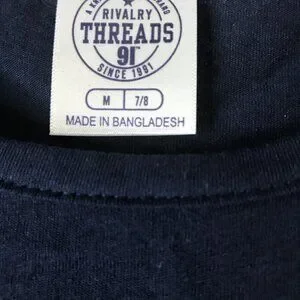 RIVALRY
THREADS
91
SINCE 1991
M 7/8
MADE IN BANGLADESH